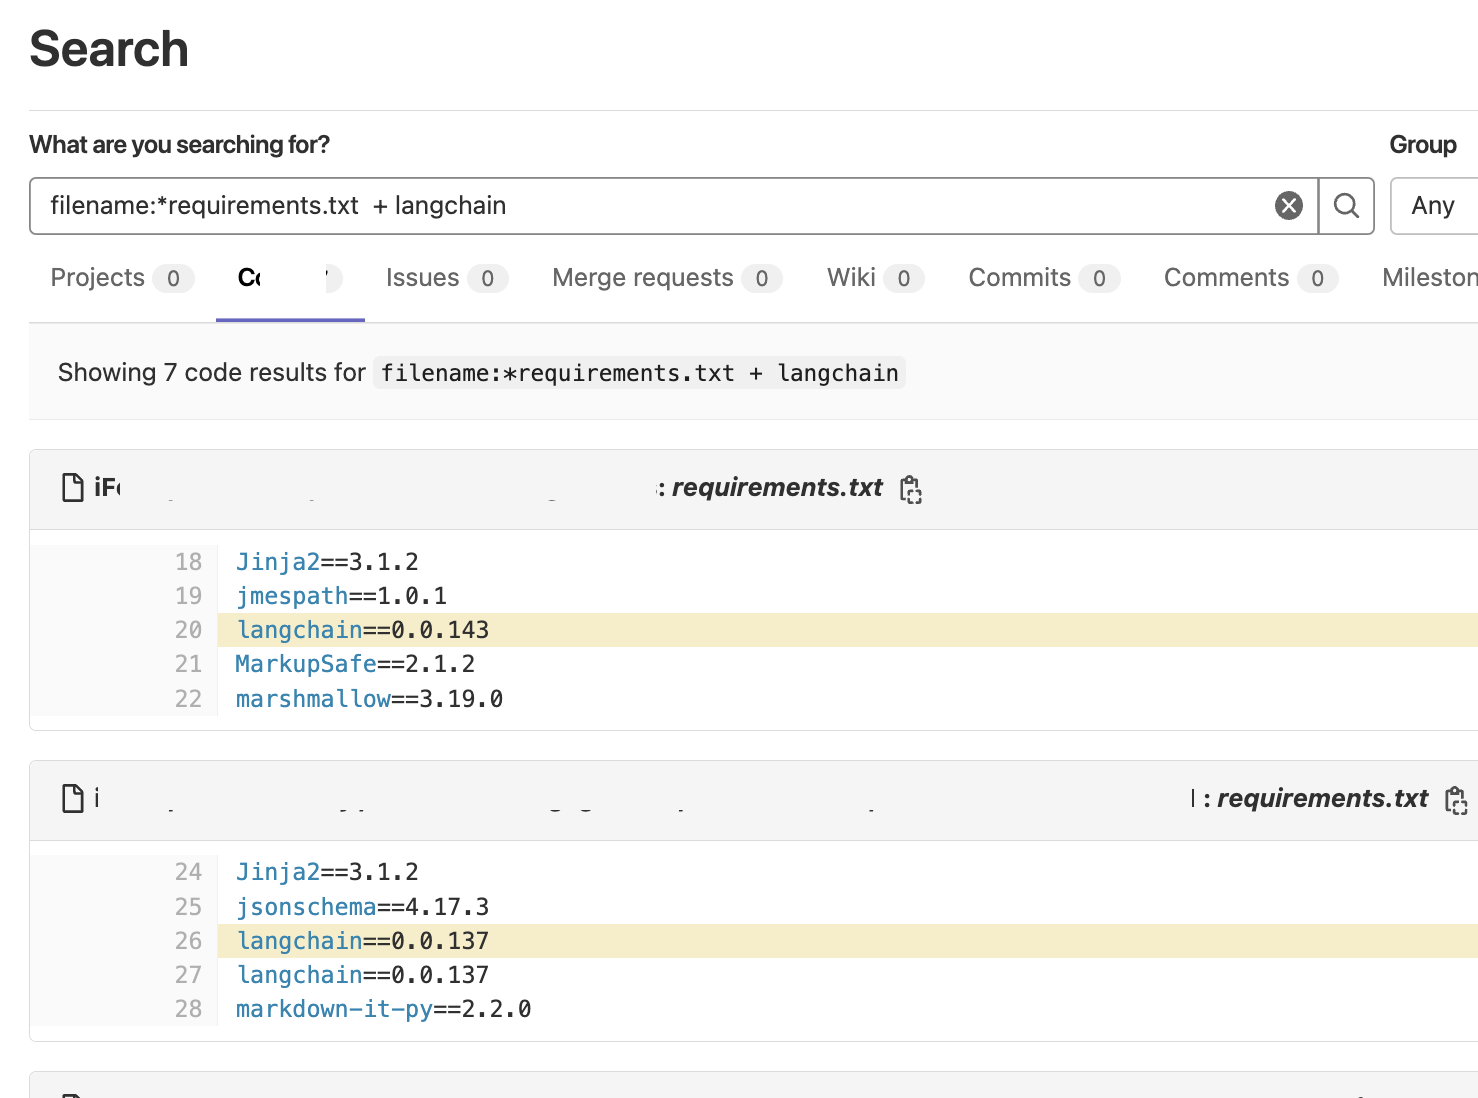 Search
What are you searching for?
Group
filename:*requirements.txt + langchain
Any
Projects 0 Issues 0 Merge requests 0 Wiki 0 Commits 0 Comments 0 Mileston
Showing 7 code results for filename:*requirements.txt + langchain
: requirements.txt
18 Jinja2==3.1.2
19 jmespath==1.0.1
20 langchain==0.0.143
21 MarkupSafe==2.1.2
22 marshmallow==3.19.0
i : requirements.txt
24 Jinja2==3.1.2
25 jsonschema==4.17.3
26 langchain==0.0.137
27 langchain==0.0.137
28 markdown-it-py==2.2.0